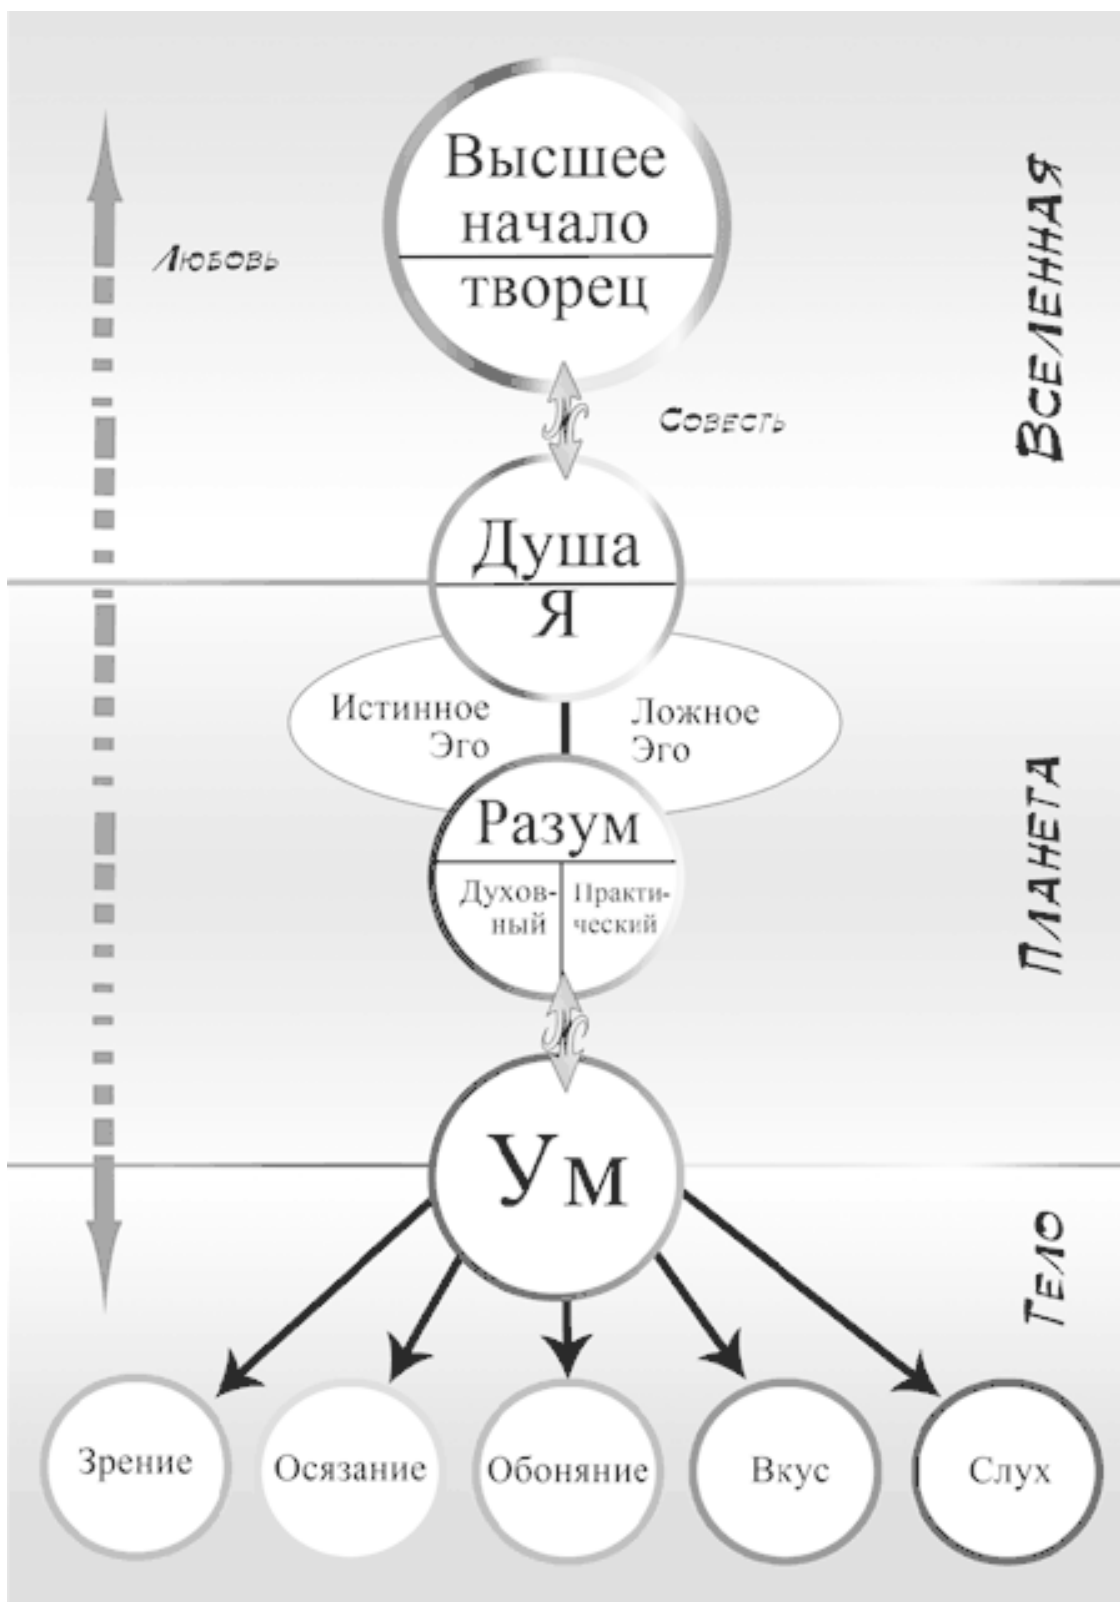 Высшее
начало
творец
Любовь
Совесть
Вселенная
Душа
Я
Истинное
Эго
Ложное
Эго
Разум
Духов-
ный
Практи-
ческий
Планета
Ум
Тело
Зрение
Осязание
Обоняние
Вкус
Слух